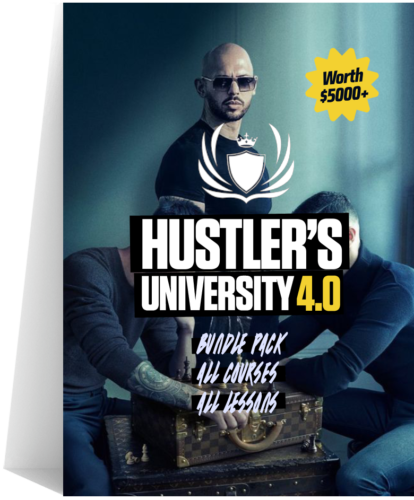 Worth
$5000+
HUSTLER'S
UNIVERSITY 4.0
BUNDLE PACK
ALL COURSES
ALL LESSONS